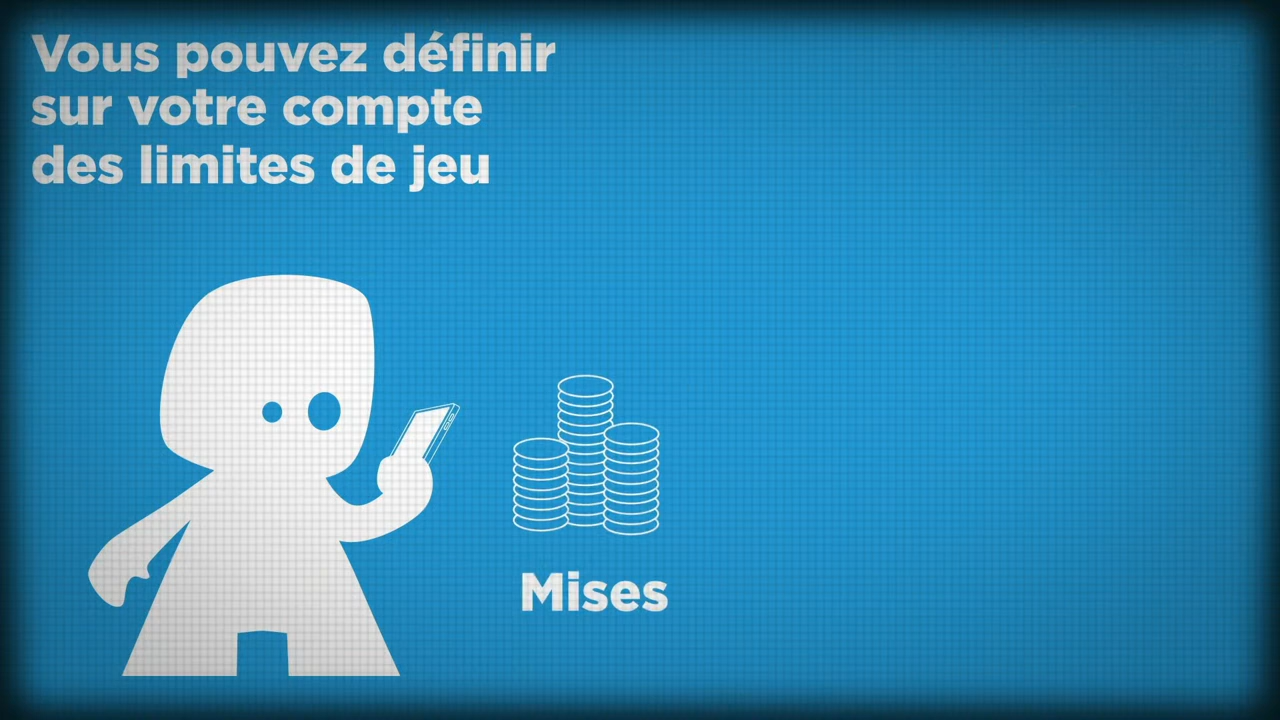 Vous pouvez définir
sur votre compte
des limites de jeu
Mises